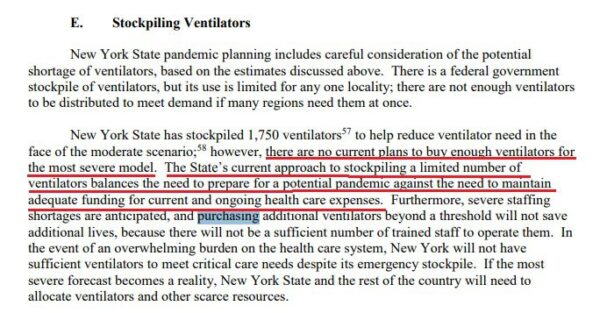 E. Stockpiling Ventilators
New York State pandemic planning includes careful consideration of the potential
shortage of ventilators, based on the estimates discussed above. There is a federal government
stockpile of ventilators, but its use is limited for any one locality; there are not enough ventilators
to be distributed to meet demand if many regions need them at once.
New York State has stockpiled 1,750 ventilators57 to help reduce ventilator need in the
face of the moderate scenario;58 however, there are no current plans to buy enough ventilators for
the most severe model. The State's current approach to stockpiling a limited number of
ventilators balances the need to prepare for a potential pandemic against the need to maintain
adequate funding for current and ongoing health care expenses. Furthermore, severe staffing
shortages are anticipated, and purchasing additional ventilators beyond a threshold will not save
additional lives, because there will not be a sufficient number of trained staff to operate them. In
the event of an overwhelming burden on the health care system, New York will not have
sufficient ventilators to meet critical care needs despite its emergency stockpile. If the most
severe forecast becomes a reality, New York State and the rest of the country will need to
allocate ventilators and other scarce resources.